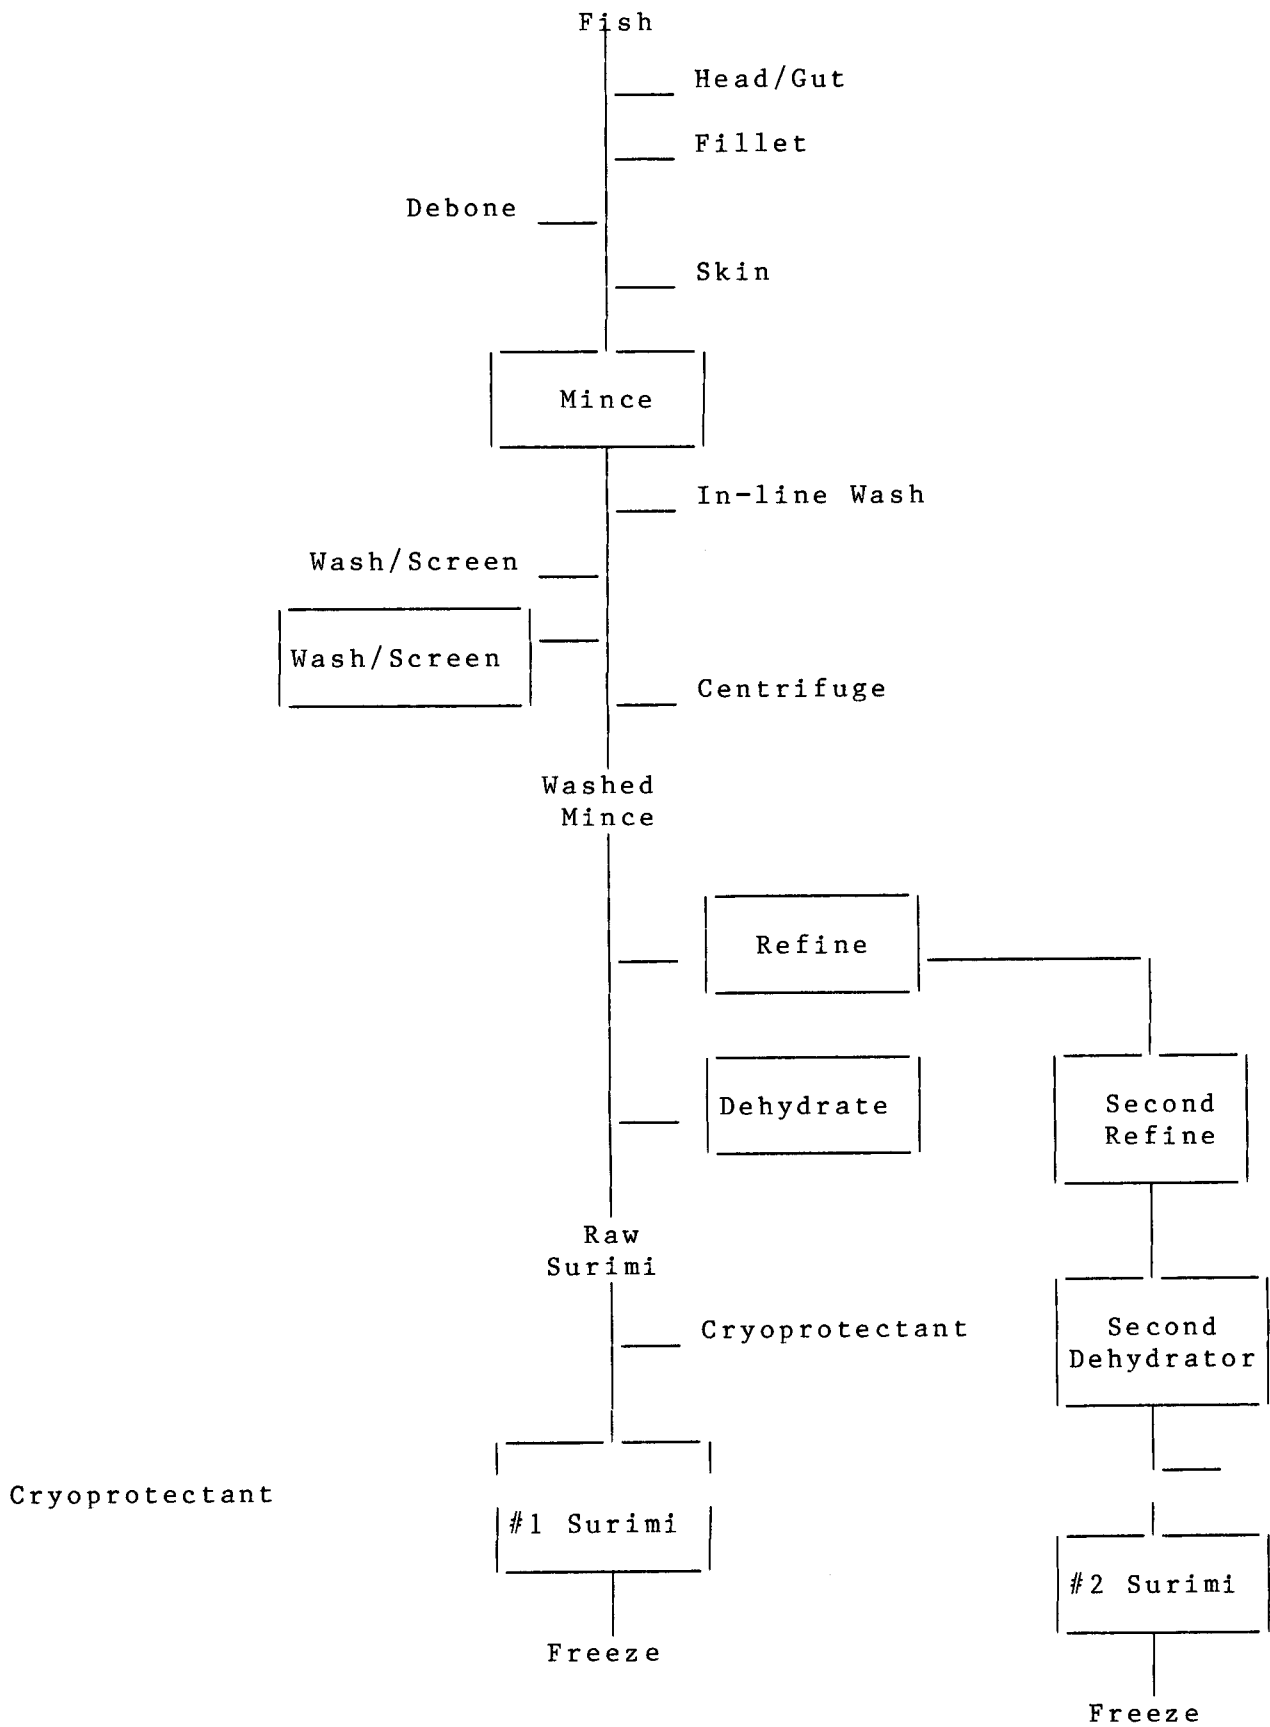 Fish
Head/Gut
Fillet
Debone
Skin
Mince
In-line Wash
Wash/Screen
Wash/Screen
Centrifuge
Washed
Mince
Refine
Dehydrate
Second
Refine
Raw
Surimi
Cryoprotectant
Second
Dehydrator
Cryoprotectant
#1 Surimi
#2 Surimi
Freeze
Freeze